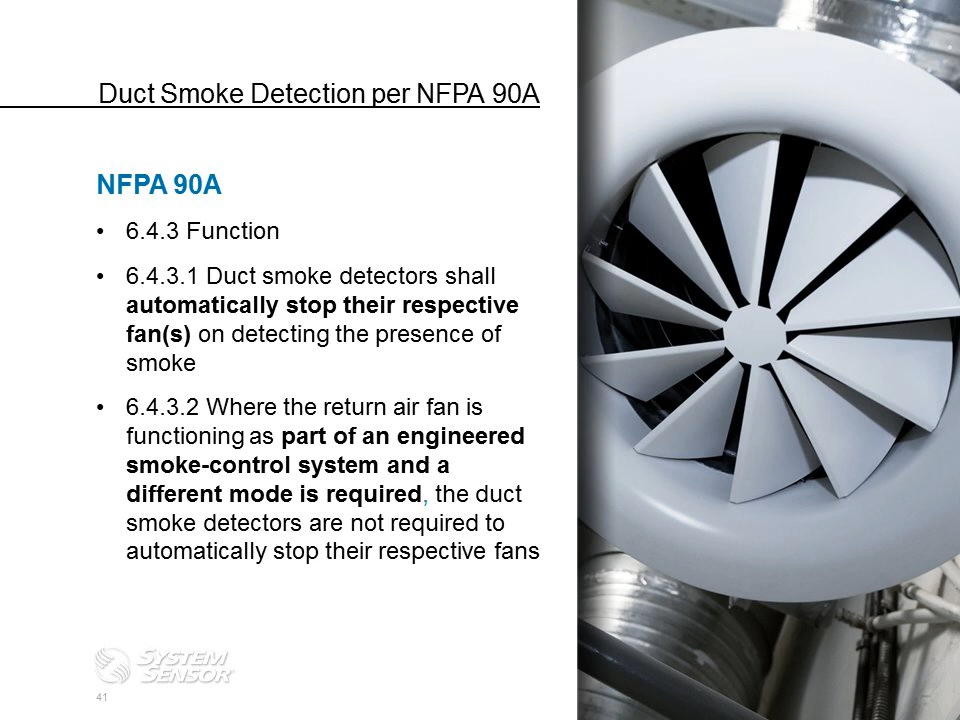 Duct Smoke Detection per NFPA 90A
NFPA 90A
• 6.4.3 Function
• 6.4.3.1 Duct smoke detectors shall
automatically stop their respective
fan(s) on detecting the presence of
smoke
• 6.4.3.2 Where the return air fan is
functioning as part of an engineered
smoke-control system and a
different mode is required, the duct
smoke detectors are not required to
automatically stop their respective fans
SYSTEM
SENSOR®
41